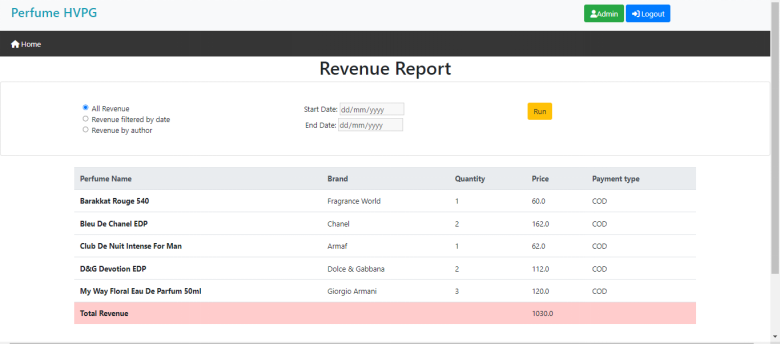 Perfume HVPG
Admin Logout
Home
Revenue Report
All Revenue
Revenue filtered by date
Revenue by author
Start Date: dd/mm/yyyy
End Date: dd/mm/yyyy
Run
Perfume Name Brand Quantity Price Payment type
Barakkat Rouge 540 Fragrance World 1 60.0 COD
Bleu De Chanel EDP Chanel 2 162.0 COD
Club De Nuit Intense For Man Armaf 1 62.0 COD
D&G Devotion EDP Dolce & Gabbana 2 112.0 COD
My Way Floral Eau De Parfum 50ml Giorgio Armani 3 120.0 COD
Total Revenue 1030.0